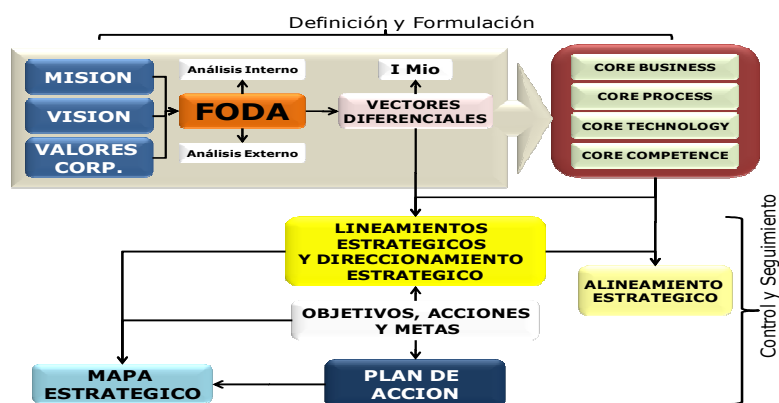 Definición y Formulación
MISION
VISION
VALORES
CORP.
Análisis Interno
FODA
Análisis Externo
I Mio
VECTORES
DIFERENCIALES
CORE BUSINESS
CORE PROCESS
CORE TECHNOLOGY
CORE COMPETENCE
LINEAMIENTOS
ESTRATEGICOS
Y DIRECCIONAMIENTO
ESTRATEGICO
ALINEAMIENTO
ESTRATEGICO
OBJETIVOS, ACCIONES
Y METAS
MAPA
ESTRATEGICO
PLAN DE
ACCION
Control y Seguimiento